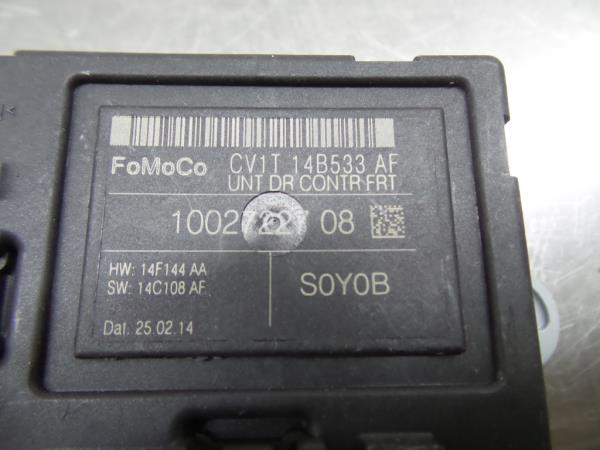 FoMoCo CV1T 14B533 AF
UNT DR CONTR FRT
08
HW: 14F144 AA
SW: 14C108 AF
S0Y0B
Dat. 25.02.14